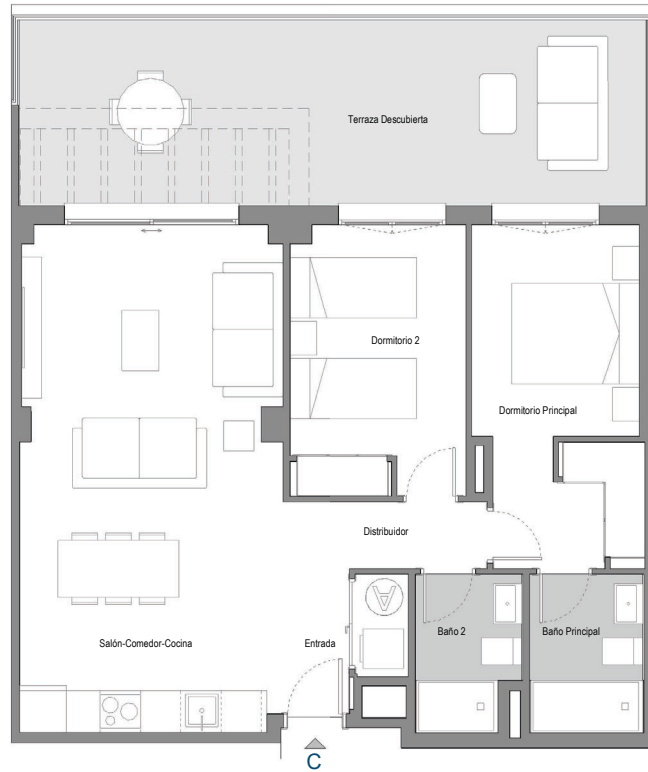 Terraza Descubierta
Dormitorio 2
Dormitorio Principal
Distribuidor
Salón-Comedor-Cocina
Entrada
Baño 2
Baño Principal
C